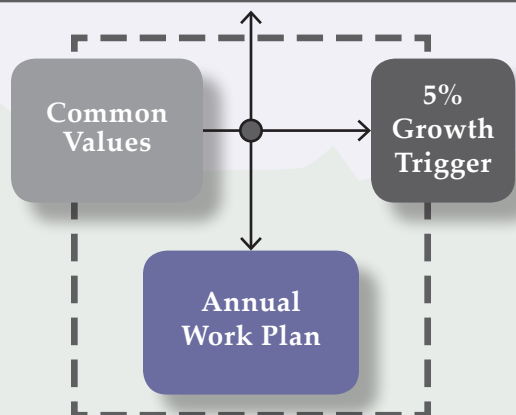 Common
Values
5%
Growth
Trigger
Annual
Work Plan